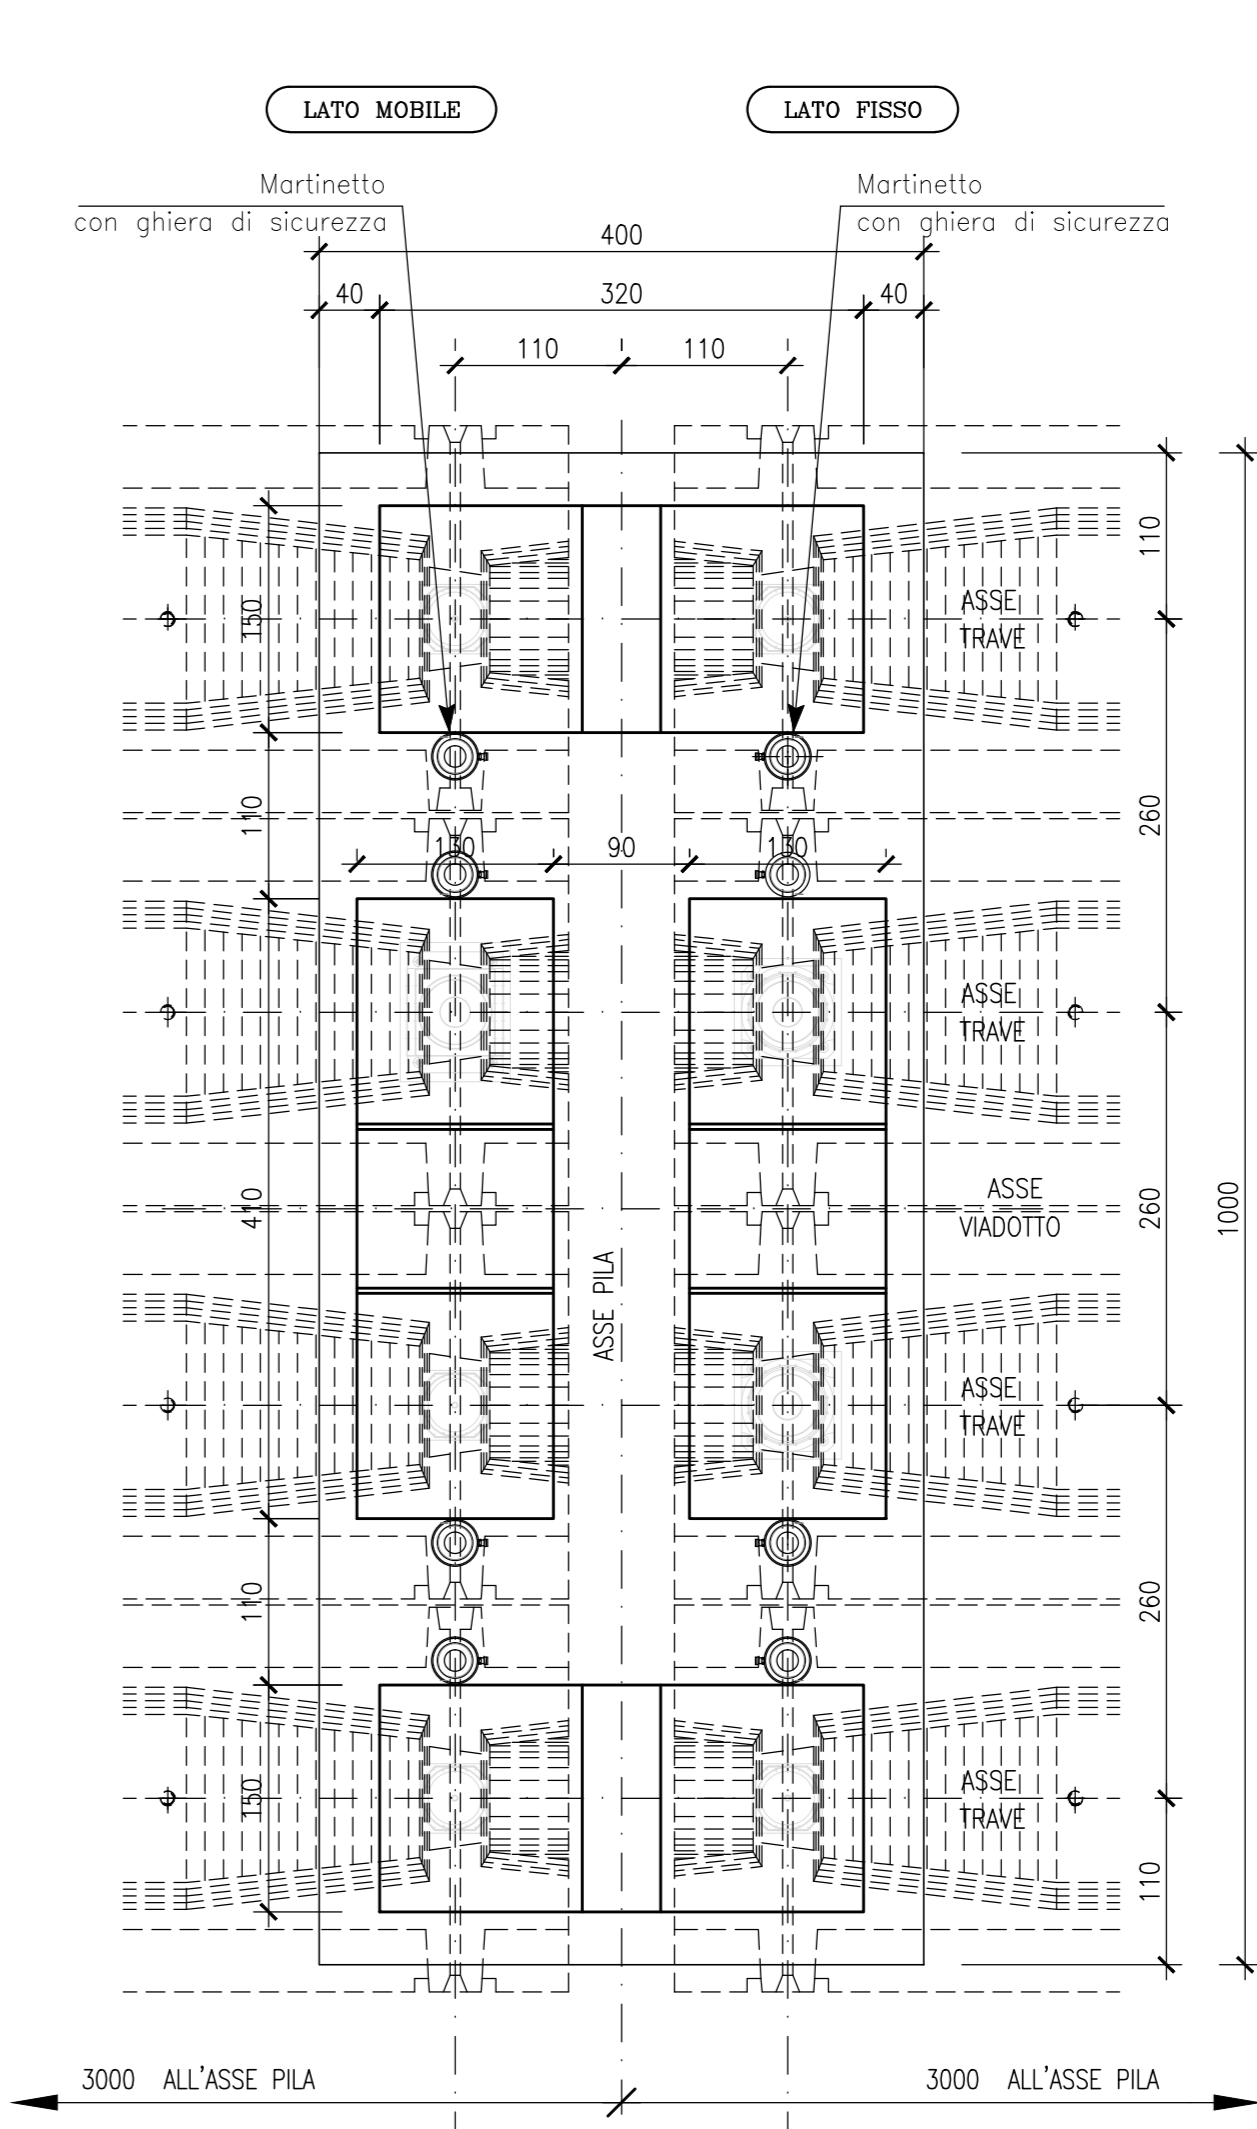 LATO MOBILE
LATO FISSO
Martinetto
con ghiera di sicurezza
Martinetto
con ghiera di sicurezza
400
40
320
40
110
110
110
150
ASSE
TRAVE
110
260
130
90
130
ASSE
TRAVE
410
260
1000
ASSE
VIADOTTO
ASSE PILA
ASSE
TRAVE
110
260
150
ASSE
TRAVE
110
3000 ALL'ASSE PILA
3000 ALL'ASSE PILA